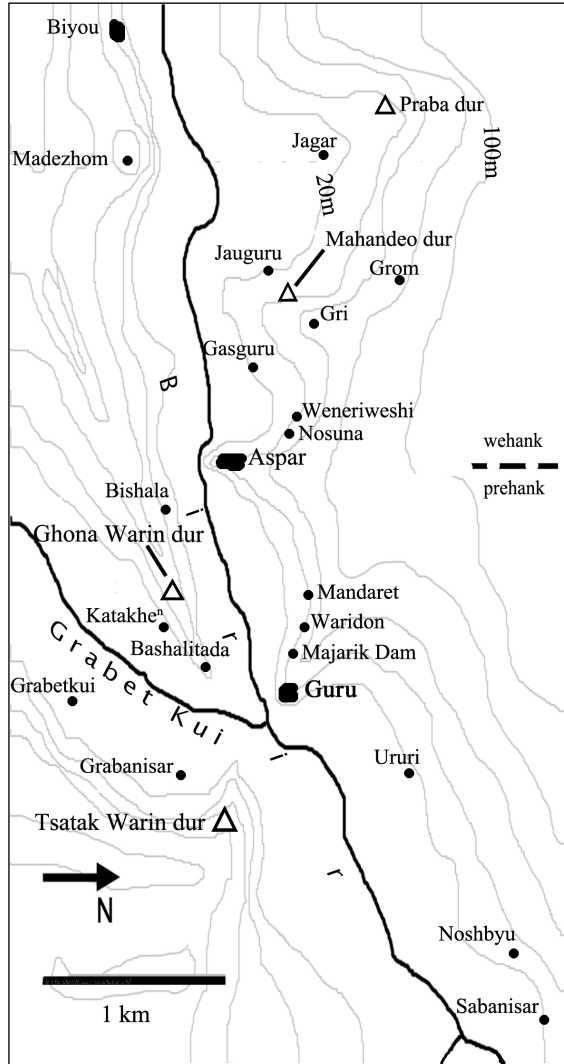 Biyou
Praba dur
100m
Jagar
Madezhom
20m
Mahandeo dur
Jauguru
Grom
Gri
Gasguru
B i r i r
Weneriweshi
Nosuna
wehank
Aspar
prehank
Bishala
Ghona Warin dur
Mandaret
Katakheⁿ
Waridon
Bashalitada
Majarik Dam
Grabet Kui
Grabetkui
Guru
Grabanisar
Ururi
Tsatak Warin dur
N
Noshbyu
1 km
Sabanisar